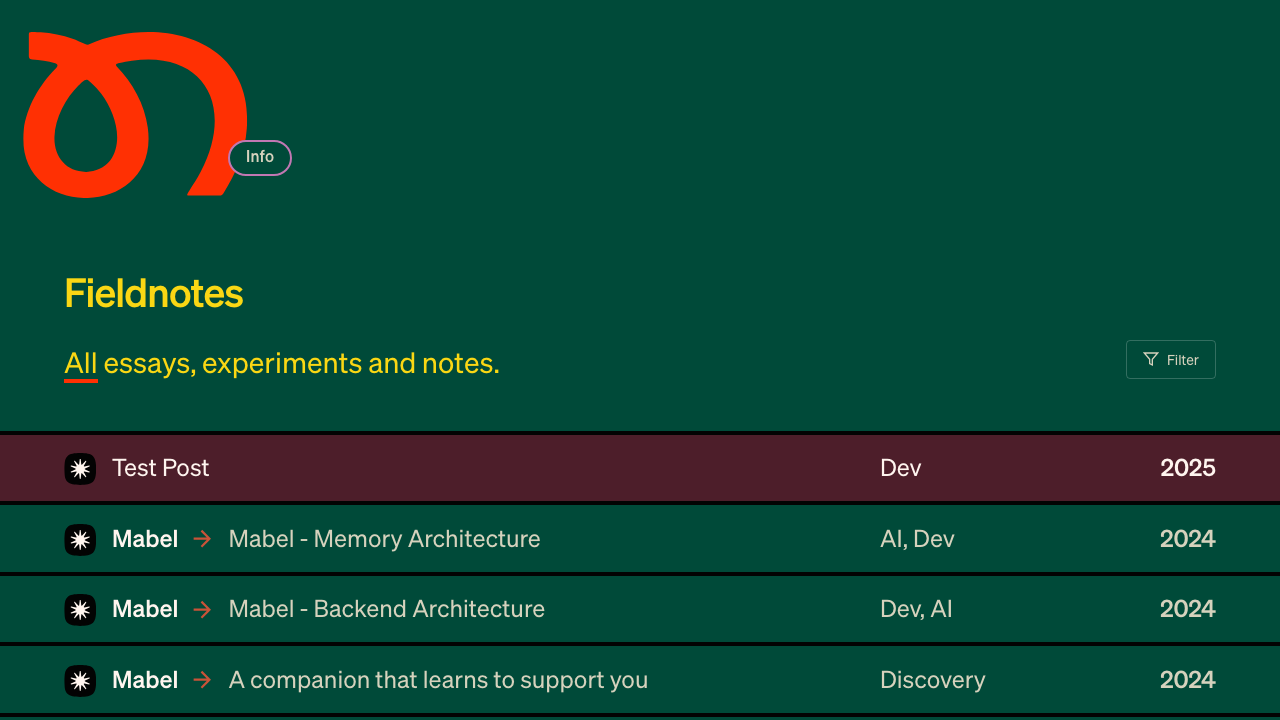 Info
Fieldnotes
All essays, experiments and notes.
Filter
Test Post Dev 2025
Mabel → Mabel - Memory Architecture AI, Dev 2024
Mabel → Mabel - Backend Architecture Dev, AI 2024
Mabel → A companion that learns to support you Discovery 2024